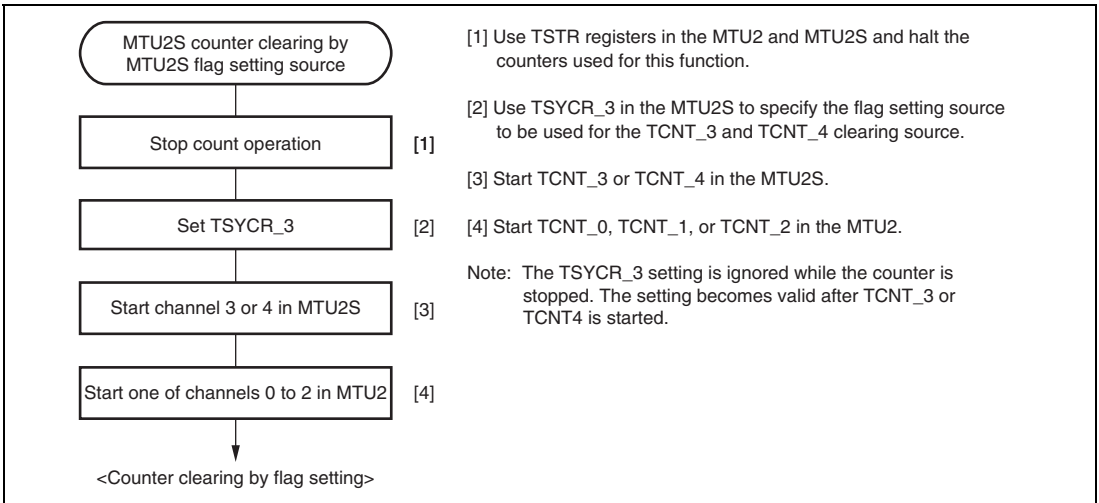 MTU2S counter clearing by
MTU2S flag setting source
Stop count operation
[1]
Set TSYCR_3
[2]
Start channel 3 or 4 in MTU2S
[3]
Start one of channels 0 to 2 in MTU2
[4]
<Counter clearing by flag setting>
[1] Use TSTR registers in the MTU2 and MTU2S and halt the
counters used for this function.
[2] Use TSYCR_3 in the MTU2S to specify the flag setting source
to be used for the TCNT_3 and TCNT_4 clearing source.
[3] Start TCNT_3 or TCNT_4 in the MTU2S.
[4] Start TCNT_0, TCNT_1, or TCNT_2 in the MTU2.
Note: The TSYCR_3 setting is ignored while the counter is
stopped. The setting becomes valid after TCNT_3 or
TCNT4 is started.